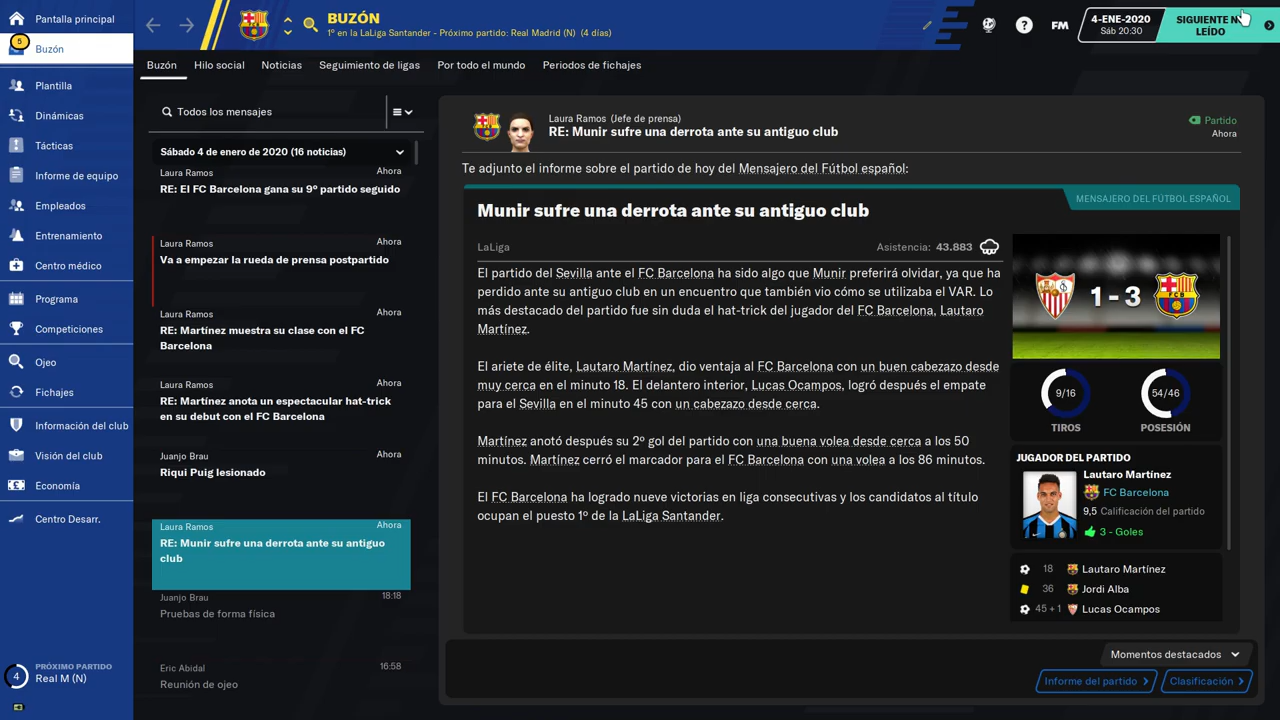 Pantalla principal
5
Buzón
Plantilla
Dinámicas
Tácticas
Informe de equipo
Empleados
Entrenamiento
Centro médico
Programa
Competiciones
Ojeo
Fichajes
Información del club
Visión del club
Economía
Centro Desarr.
4
PRÓXIMO PARTIDO
Real M (N)
BUZÓN
1º en la LaLiga Santander - Próximo partido: Real Madrid (N) (4 días)
?
FM
4-ENE-2020
Sáb 20:30
SIGUIENTE
LEÍDO
Buzón
Hilo social
Noticias
Seguimiento de ligas
Por todo el mundo
Periodos de fichajes
Todos los mensajes
Sábado 4 de enero de 2020 (16 noticias)
Laura Ramos
Ahora
RE: El FC Barcelona gana su 9º partido seguido
Laura Ramos
Ahora
Va a empezar la rueda de prensa postpartido
Laura Ramos
Ahora
RE: Martínez muestra su clase con el FC
Barcelona
Laura Ramos
Ahora
RE: Martínez anota un espectacular hat-trick
en su debut con el FC Barcelona
Juanjo Brau
Ahora
Riqui Puig lesionado
Laura Ramos
Ahora
RE: Munir sufre una derrota ante su antiguo
club
Juanjo Brau
18:18
Pruebas de forma física
Eric Abidal
16:58
Reunión de ojeo
Laura Ramos (Jefe de prensa)
RE: Munir sufre una derrota ante su antiguo club
Partido
Ahora
Te adjunto el informe sobre el partido de hoy del Mensajero del Fútbol español:
MENSAJERO DEL FÚTBOL ESPAÑOL
Munir sufre una derrota ante su antiguo club
LaLiga
Asistencia: 43.883
El partido del Sevilla ante el FC Barcelona ha sido algo que Munir preferirá olvidar, ya que ha
perdido ante su antiguo club en un encuentro que también vio cómo se utilizaba el VAR. Lo
más destacado del partido fue sin duda el hat-trick del jugador del FC Barcelona, Lautaro
Martínez.
El ariete de élite, Lautaro Martínez, dio ventaja al FC Barcelona con un buen cabezazo desde
muy cerca en el minuto 18. El delantero interior, Lucas Ocampos, logró después el empate
para el Sevilla en el minuto 45 con un cabezazo desde cerca.
Martínez anotó después su 2º gol del partido con una buena volea desde cerca a los 50
minutos. Martínez cerró el marcador para el FC Barcelona con una volea a los 86 minutos.
El FC Barcelona ha logrado nueve victorias en liga consecutivas y los candidatos al título
ocupan el puesto 1º de la LaLiga Santander.
1 - 3
9/16
TIROS
54/46
POSESIÓN
JUGADOR DEL PARTIDO
Lautaro Martínez
FC Barcelona
9,5 Calificación del partido
3 - Goles
18 Lautaro Martínez
36 Jordi Alba
45 + 1 Lucas Ocampos
Momentos destacados
Informe del partido
Clasificación